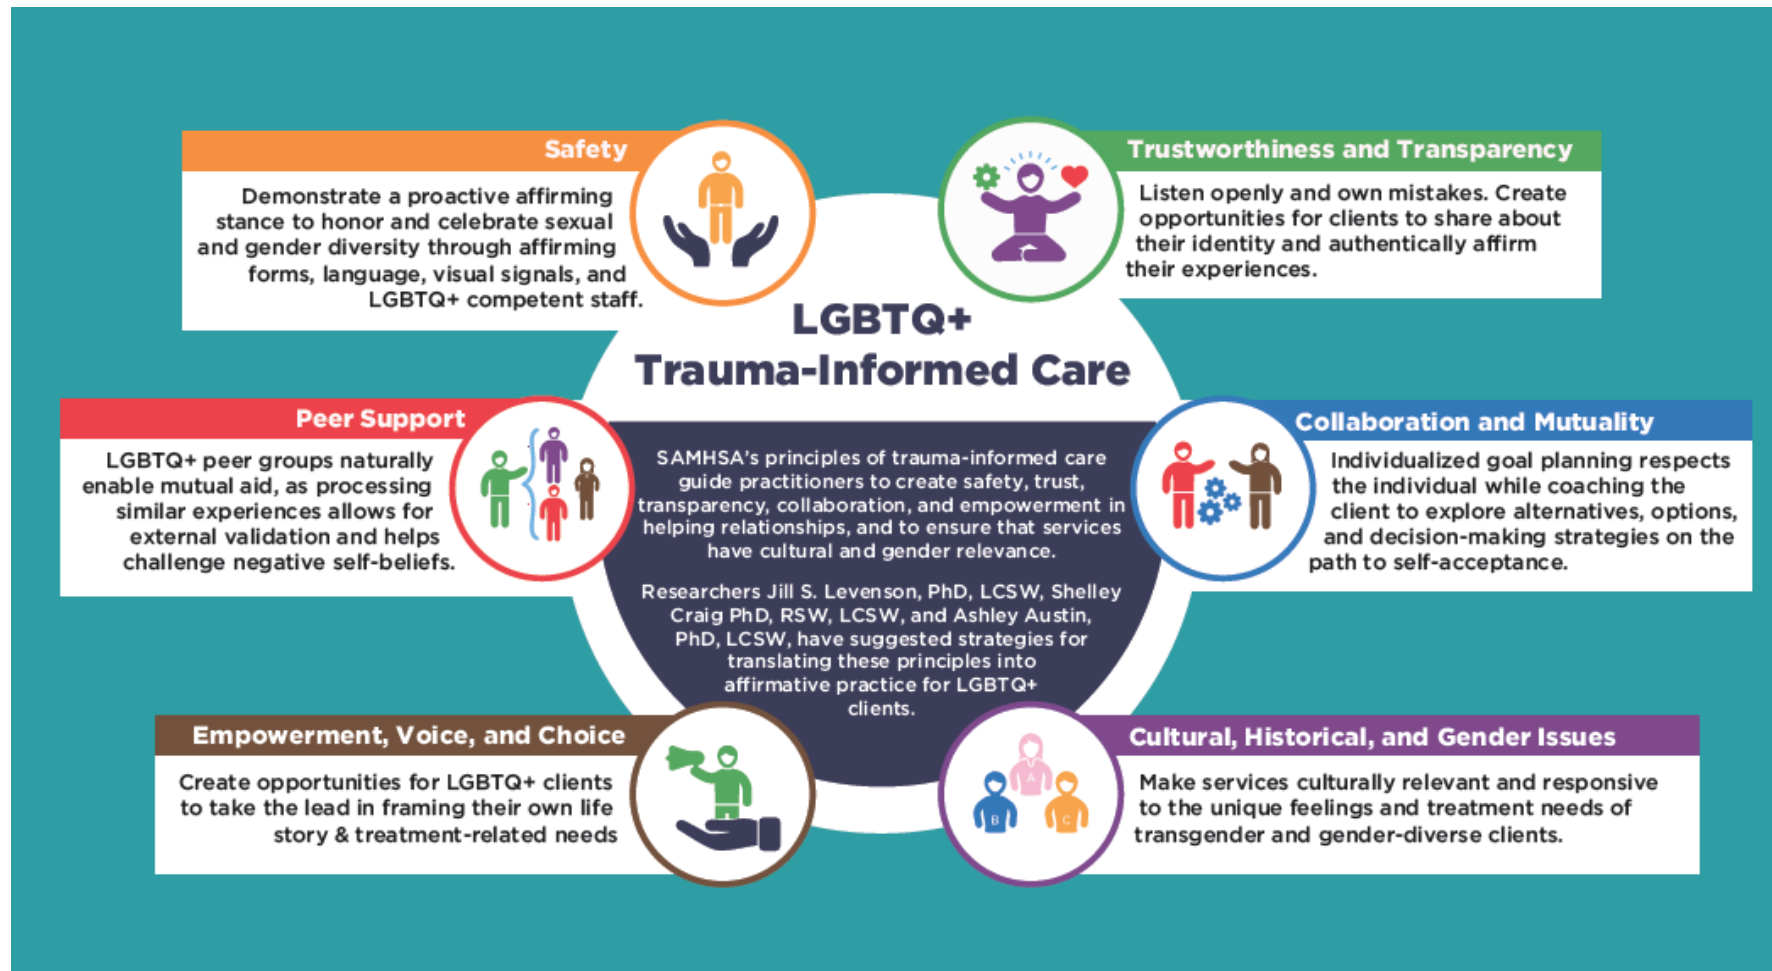 Safety
Demonstrate a proactive affirming
stance to honor and celebrate sexual
and gender diversity through affirming
forms, language, visual signals, and
LGBTQ+ competent staff.
Trustworthiness and Transparency
Listen openly and own mistakes. Create
opportunities for clients to share about
their identity and authentically affirm
their experiences.
LGBTQ+
Trauma-Informed Care
Peer Support
LGBTQ+ peer groups naturally
enable mutual aid, as processing
similar experiences allows for
external validation and helps
challenge negative self-beliefs.
SAMHSA's principles of trauma-informed care
guide practitioners to create safety, trust,
transparency, collaboration, and empowerment in
helping relationships, and to ensure that services
have cultural and gender relevance.
Researchers Jill S. Levenson, PhD, LCSW, Shelley
Craig PhD, RSW, LCSW, and Ashley Austin,
PhD, LCSW, have suggested strategies for
translating these principles into
affirmative practice for LGBTQ+
clients.
Collaboration and Mutuality
Individualized goal planning respects
the individual while coaching the
client to explore alternatives, options,
and decision-making strategies on the
path to self-acceptance.
Empowerment, Voice, and Choice
Create opportunities for LGBTQ+ clients
to take the lead in framing their own life
story & treatment-related needs
A
B
C
Cultural, Historical, and Gender Issues
Make services culturally relevant and responsive
to the unique feelings and treatment needs of
transgender and gender-diverse clients.